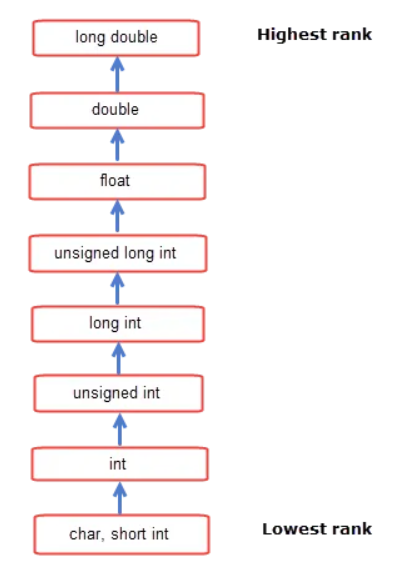 long double
Highest rank
double
float
unsigned long int
long int
unsigned int
int
char, short int
Lowest rank